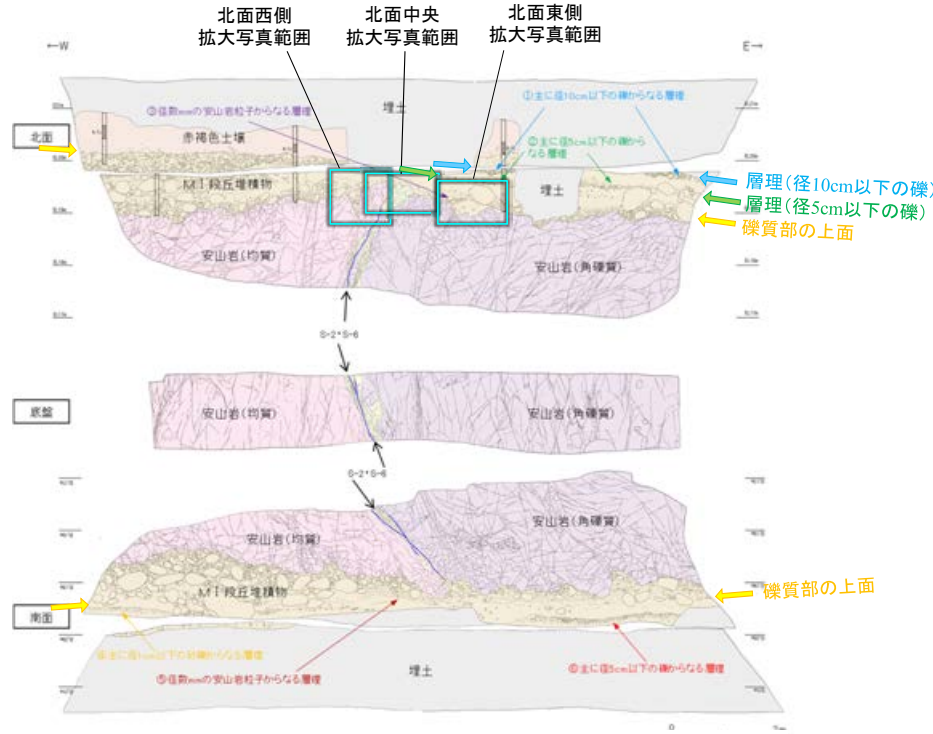 北面西側
拡大写真範囲
北面中央
拡大写真範囲
北面東側
拡大写真範囲
←W
E→
①主に径10cm以下の礫からなる層理
③径数mmの安山岩粒子からなる層理
埋土
北面
赤褐色土壌
②主に径5cm以下の礫から
なる層理
MⅠ段丘堆積物
埋土
層理(径10cm以下の礫)
層理(径5cm以下の礫)
礫質部の上面
安山岩(均質)
安山岩(角礫質)
S-2・S-6
底盤
安山岩(均質)
安山岩(角礫質)
S-2・S-6
安山岩(角礫質)
安山岩(均質)
MⅠ段丘堆積物
礫質部の上面
南面
⑤径数mmの安山岩粒子からなる層理
⑥主に径5cm以下の礫からなる層理
埋土
0